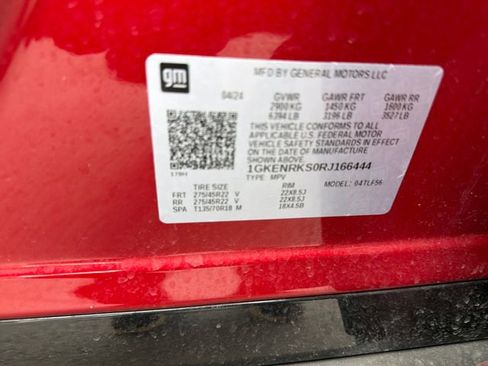 gm
MFD BY GENERAL MOTORS LLC
04/24 GVWR GAWR FRT GAWR RR
2900 KG 1450 KG 1600 KG
6394 LB 3196 LB 3527 LB
THIS VEHICLE CONFORMS TO ALL
APPLICABLE U.S. FEDERAL MOTOR
VEHICLE SAFETY STANDARDS IN EFFECT
ON THE DATE OF MANUFACTURE SHOWN ABOVE.
1GKENRKS0RJ166444
TYPE: MPV MODEL: 04TLF56
TIRE SIZE RIM
FRT 275/45R22 V 22X8.5J
RR 275/45R22 V 22X8.5J
SPA T135/70R18 M 18X4.5B